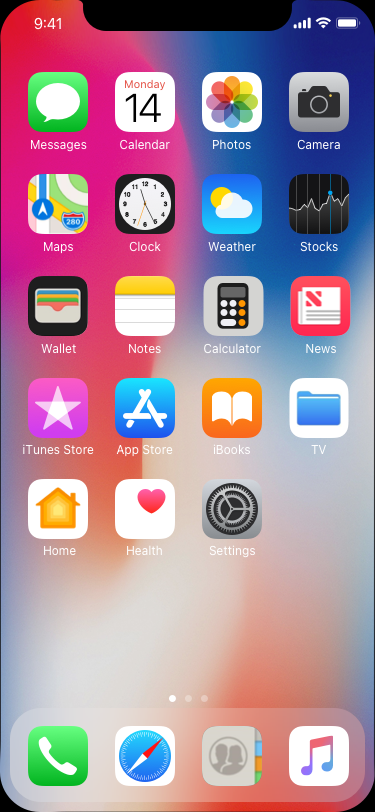 9:41
Monday
14
Messages
Calendar
Photos
Camera
280
12
Maps
Clock
Weather
Stocks
Wallet
Notes
Calculator
News
iTunes Store
App Store
iBooks
TV
Home
Health
Settings